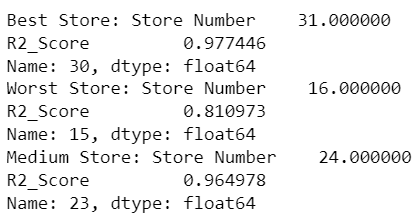 Best Store: Store Number    31.000000
R2_Score           0.977446
Name: 30, dtype: float64
Worst Store: Store Number    16.000000
R2_Score           0.810973
Name: 15, dtype: float64
Medium Store: Store Number    24.000000
R2_Score           0.964978
Name: 23, dtype: float64